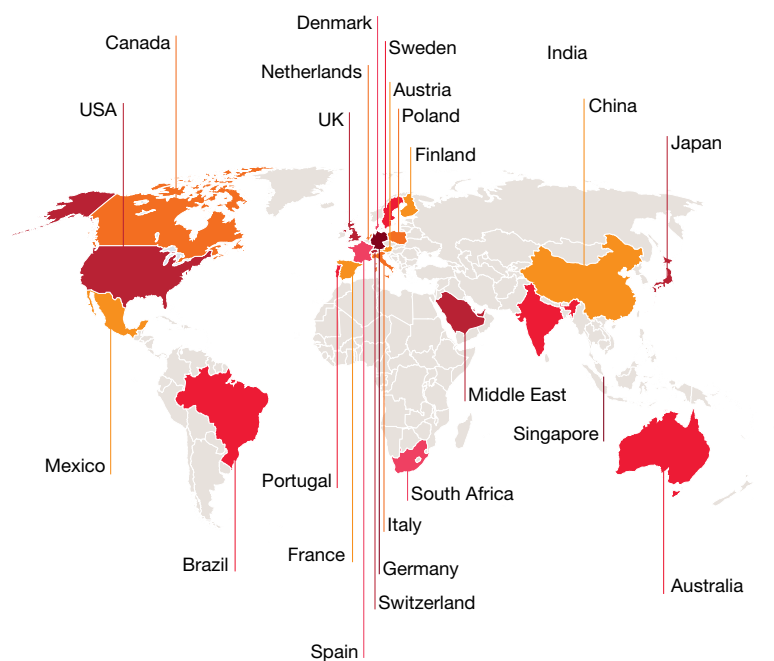 Denmark
Canada
Sweden
India
Netherlands
Austria
USA
China
UK
Poland
Japan
Finland
Middle East
Singapore
Mexico
Portugal
South Africa
Italy
France
Brazil
Germany
Australia
Switzerland
Spain